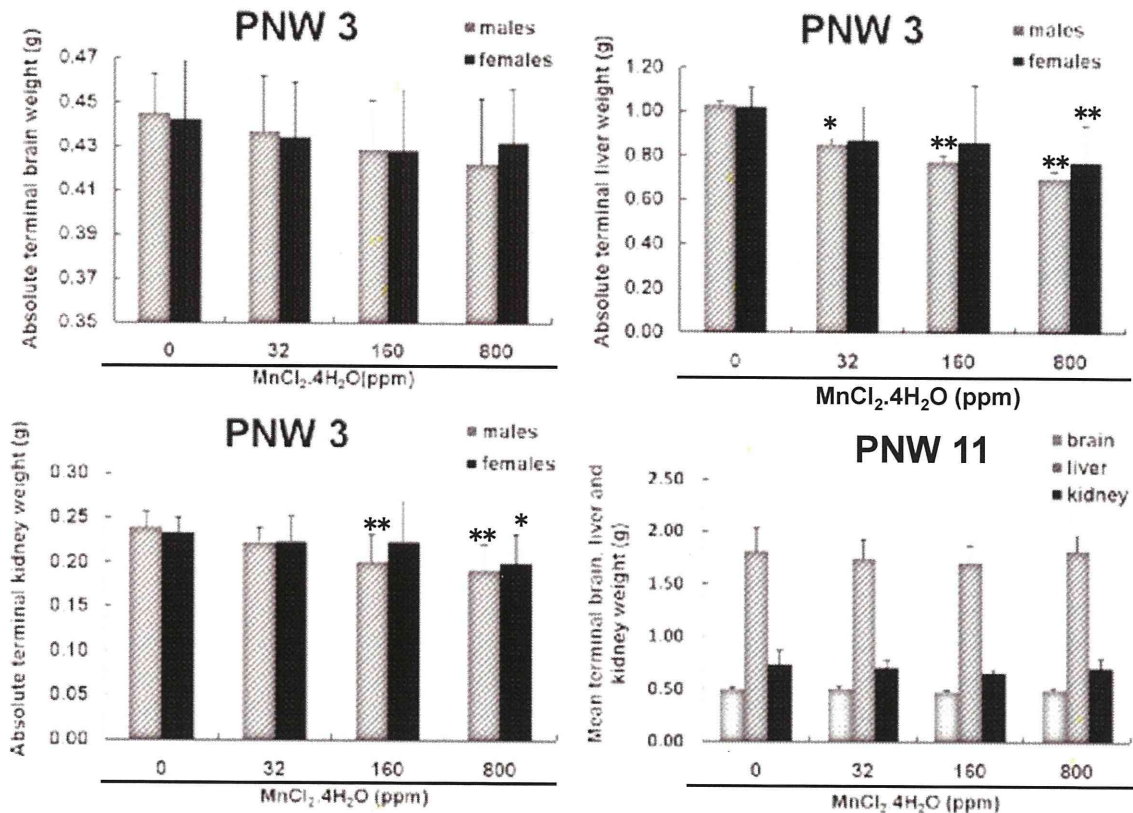 PNW 3
males
females
Absolute terminal brain weight (g)
0.47
0.45
0.43
0.41
0.39
0.37
0.35
0 32 160 800
MnCl₂.4H₂O(ppm)
PNW 3
males
females
Absolute terminal liver weight (g)
1.20
1.00
0.80
0.60
0.40
0.20
0.00
* ** ** **
0 32 160 800
MnCl₂.4H₂O (ppm)
PNW 3
males
females
Absolute terminal kidney weight (g)
0.30
0.25
0.20
0.15
0.10
0.05
0.00
** ** *
0 32 160 800
MnCl₂.4H₂O (ppm)
PNW 11
brain
liver
kidney
Mean terminal brain, liver and
kidney weight (g)
2.50
2.00
1.50
1.00
0.50
0.00
0 32 160 800
MnCl₂ 4H₂O (ppm)